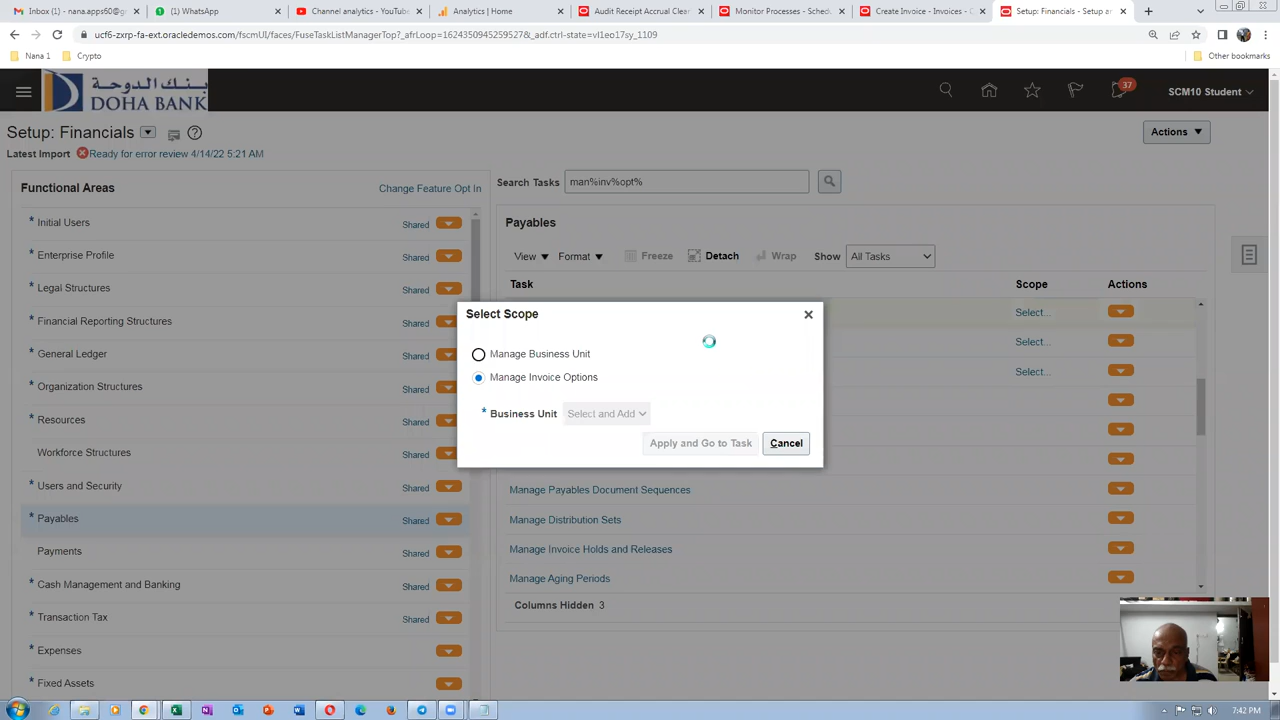 Inbox (6) - nana.apps60@g
(1) WhatsApp
Channel analytics - YouTube
Analytics | Home
Audit Receipt Accrual Clear
Monitor Processes - Schedu
Create Invoice - Invoices - O
Setup: Financials - Setup an
ucf6-zxrp-fa-ext.oracledemos.com/fscmUI/faces/FuseTaskListManagerTop?_afrLoop=16243509452595​27&_adf.ctrl-state=vl1eo17sy_1109
Nana 1
Crypto
Other bookmarks
بنك الدوحة
DOHA BANK
37
SCM10 Student
Setup: Financials
Actions
Latest Import Ready for error review 4/14/22 5:21 AM
Functional Areas
Change Feature Opt In
Search Tasks man%inv%opt%
* Initial Users Shared
* Enterprise Profile Shared
* Legal Structures Shared
* Financial Reporting Structures Shared
* General Ledger Shared
* Organization Structures Shared
* Resources Shared
Workforce Structures Shared
* Users and Security Shared
* Payables Shared
Payments Shared
* Cash Management and Banking Shared
* Transaction Tax Shared
* Expenses Shared
* Fixed Assets Shared
Payables
View Format Freeze Detach Wrap Show All Tasks
Task Scope Actions
Select...
Select...
Select...
Select Scope
Manage Business Unit
Manage Invoice Options
* Business Unit Select and Add
Apply and Go to Task Cancel
Manage Payables Document Sequences
Manage Distribution Sets
Manage Invoice Holds and Releases
Manage Aging Periods
Columns Hidden 3
7:42 PM